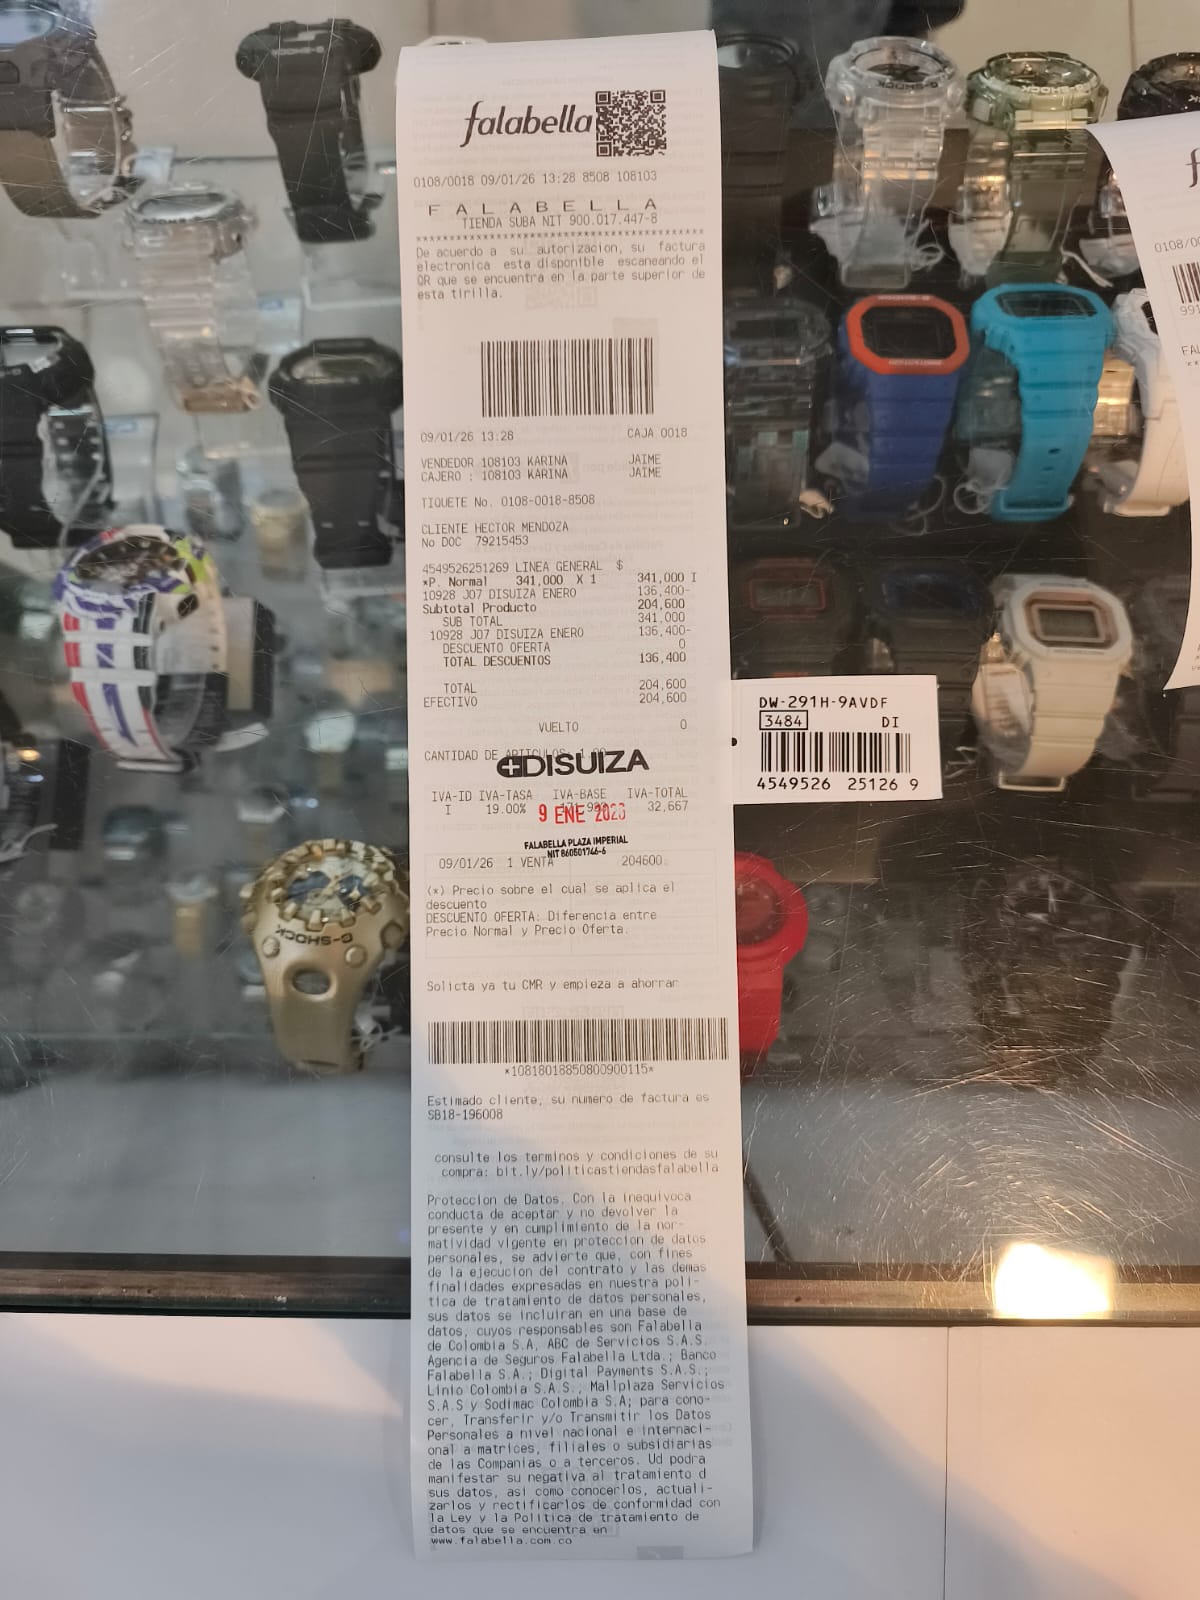 falabella
0108/0018 09/01/26 13:28 8508 108103
F A L A B E L L A
TIENDA SUBA NIT 900.017.447-8
****************************************
De acuerdo a su autorizacion, su factura
electronica esta disponible escaneando el
QR que se encuentra en la parte superior de
esta tirilla.
09/01/26 13:28 CAJA 0018
VENDEDOR 108103 KARINA JAIME
CAJERO : 108103 KARINA JAIME
TIQUETE No. 0108-0018-8508
CLIENTE HECTOR MENDOZA
No DOC 79215453
4549526251269 LINEA GENERAL $
*P. Normal 341,000 X 1 341,000 I
10928 J07 DISUIZA ENERO 136,400-
Subtotal Producto 204,600
SUB TOTAL 341,000
10928 J07 DISUIZA ENERO 136,400-
DESCUENTO OFERTA 0
TOTAL DESCUENTOS 136,400
TOTAL 204,600
EFECTIVO 204,600
VUELTO 0
CANTIDAD DE ARTICULOS: 1.00
DISUIZA
IVA-ID IVA-TASA IVA-BASE IVA-TOTAL
I 19.00% 32,667
9 ENE 2026
FALABELLA PLAZA IMPERIAL
NIT 860501746-6
09/01/26 1 VENTA 204600
(*) Precio sobre el cual se aplica el
descuento
DESCUENTO OFERTA: Diferencia entre
Precio Normal y Precio Oferta.
Solicta ya tu CMR y empieza a ahorrar
*10818018850800900115*
Estimado cliente, su numero de factura es
SB18-196008
consulte los terminos y condiciones de su
compra: bit.ly/politicastiendasfalabella
Proteccion de Datos. Con la inequivoca
conducta de aceptar y no devolver la
presente y en cumplimiento de la nor-
matividad vigente en proteccion de datos
personales, se advierte que, con fines
de la ejecucion del contrato y las demas
finalidades expresadas en nuestra poli-
tica de tratamiento de datos personales,
sus datos se incluiran en una base de
datos, cuyos responsables son Falabella
de Colombia S.A, ABC de Servicios S.A.S.
Agencia de Seguros Falabella Ltda.; Banco
Falabella S.A.; Digital Payments S.A.S.;
Linio Colombia S.A.S.; Mallplaza Servicios
S.A.S y Sodimac Colombia S.A; para cono-
cer, Transferir y/o Transmitir los Datos
Personales a nivel nacional e internaci-
onal a matrices, filiales o subsidiarias
de las Companias o a terceros. Ud podra
manifestar su negativa al tratamiento d
sus datos, asi como conocerlos, actuali-
zarlos y rectificarlos de conformidad con
la Ley y la Politica de tratamiento de
datos que se encuentra en
www.falabella.com.co
DW-291H-9AVDF
3484 DI
4549526 25126 9
G-SHOCK
0108/00
991
FAL